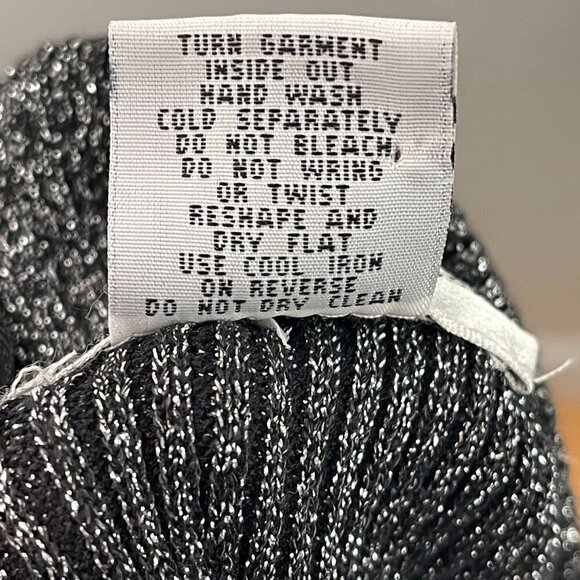 TURN GARMENT
INSIDE OUT
HAND WASH
COLD SEPARATELY
DO NOT BLEACH
DO NOT WRING
OR TWIST
RESHAPE AND
DRY FLAT
USE COOL IRON
ON REVERSE
DO NOT DRY CLEAN